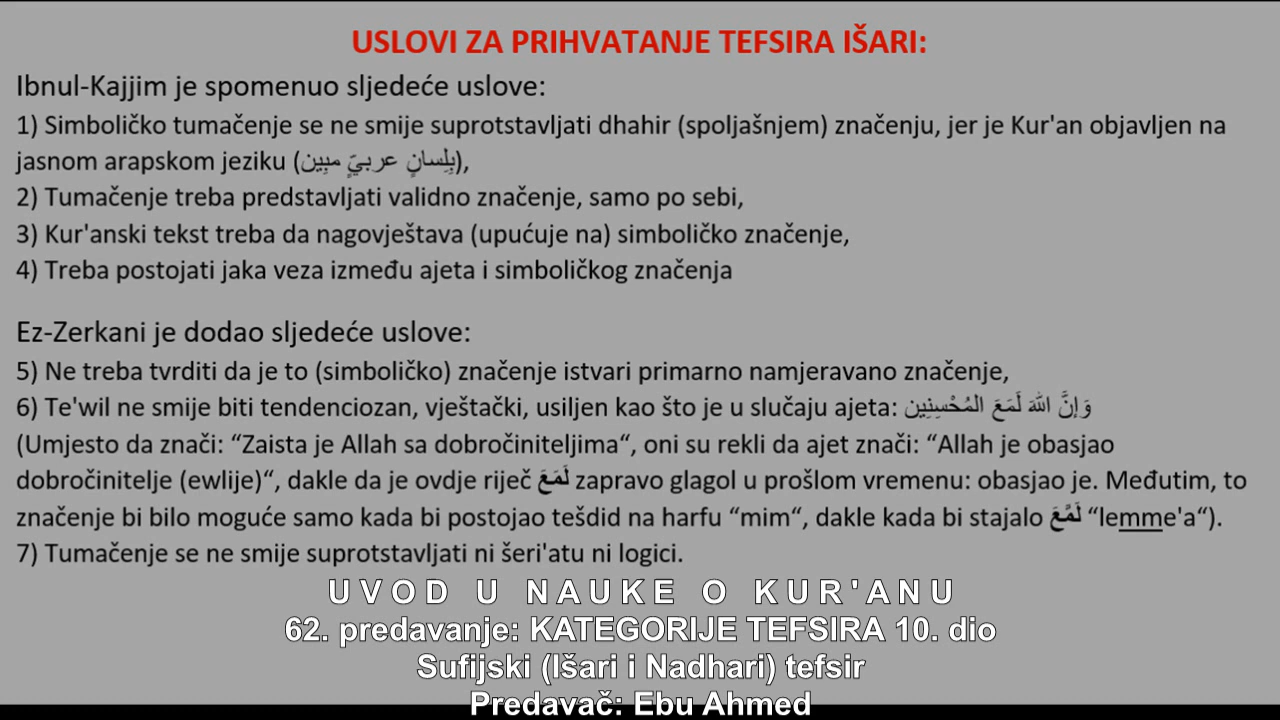 USLOVI ZA PRIHVATANJE TEFSIRA IŠARI:
Ibnul-Kajjim je spomenuo sljedeće uslove:
1) Simboličko tumačenje se ne smije suprotstavljati dhahir (spoljašnjem) značenju, jer je Kur'an objavljen na
jasnom arapskom jeziku (بِلِسانٍ عربيٍّ مبِين),
2) Tumačenje treba predstavljati validno značenje, samo po sebi,
3) Kur'anski tekst treba da nagovještava (upućuje na) simboličko značenje,
4) Treba postojati jaka veza između ajeta i simboličkog značenja
Ez-Zerkani je dodao sljedeće uslove:
5) Ne treba tvrditi da je to (simboličko) značenje istvari primarno namjeravano značenje,
6) Te'wil ne smije biti tendenciozan, vještački, usiljen kao što je u slučaju ajeta: وَإنَّ اللهَ لَمَعَ المُحْسِنِين
(Umjesto da znači: “Zaista je Allah sa dobročiniteljima“, oni su rekli da ajet znači: “Allah je obasjao
dobročinitelje (ewlije)“, dakle da je ovdje riječ لَمَعَ zapravo glagol u prošlom vremenu: obasjao je. Međutim, to
značenje bi bilo moguće samo kada bi postojao tešdid na harfu “mim“, dakle kada bi stajalo لَمَّعَ “lemme'a“).
7) Tumačenje se ne smije suprotstavljati ni šeri'atu ni logici.
UVOD U NAUKE O KUR'ANU
62. predavanje: KATEGORIJE TEFSIRA 10. dio
Sufijski (Išari i Nadhari) tefsir
Predavač: Ebu Ahmed